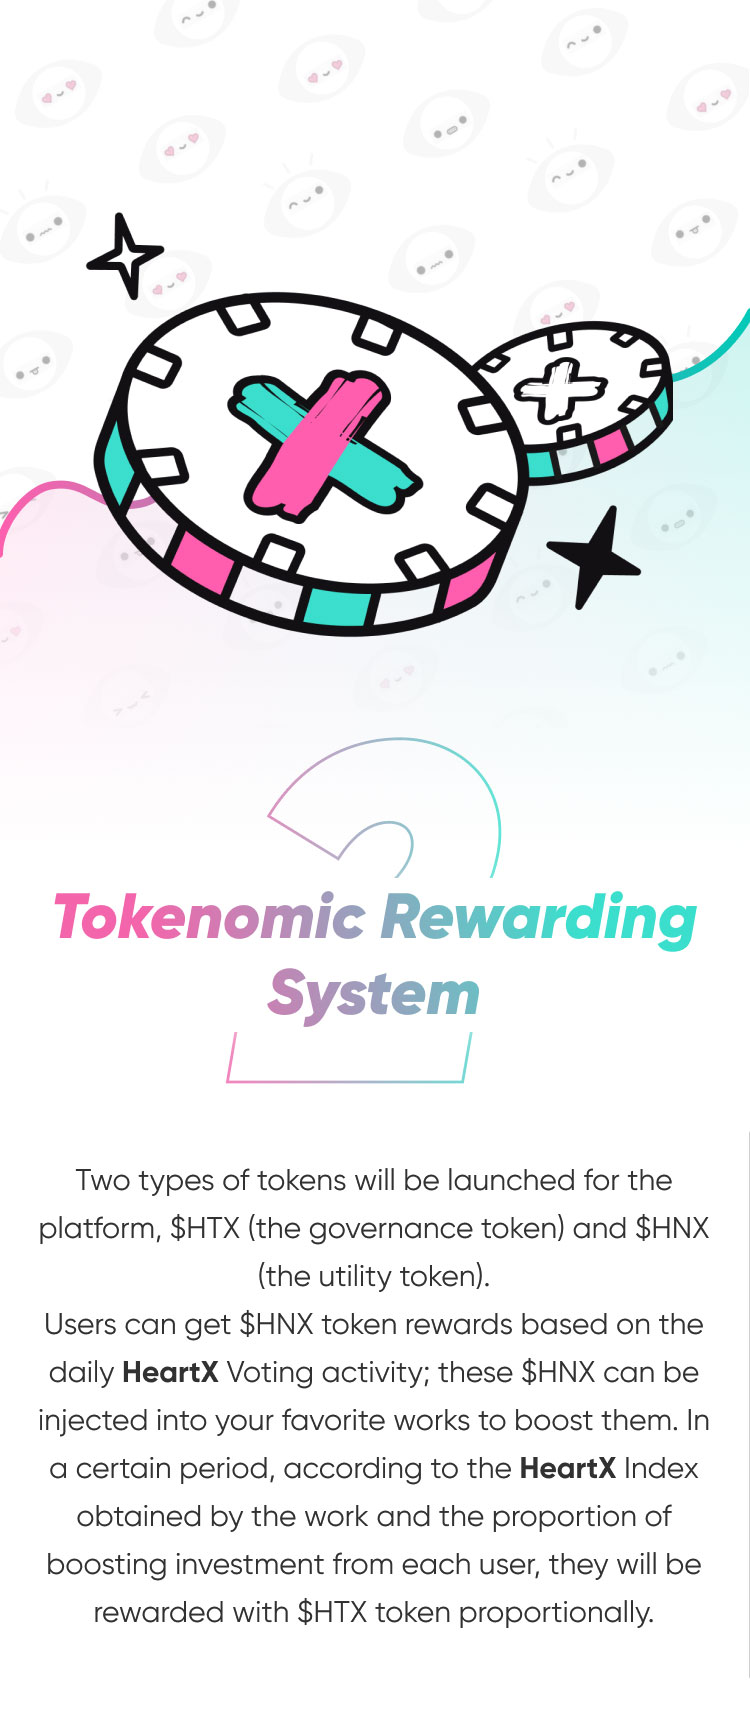 2
Tokenomic Rewarding
System
Two types of tokens will be launched for the
platform, $HTX (the governance token) and $HNX
(the utility token).
Users can get $HNX token rewards based on the
daily HeartX Voting activity; these $HNX can be
injected into your favorite works to boost them. In
a certain period, according to the HeartX Index
obtained by the work and the proportion of
boosting investment from each user, they will be
rewarded with $HTX token proportionally.